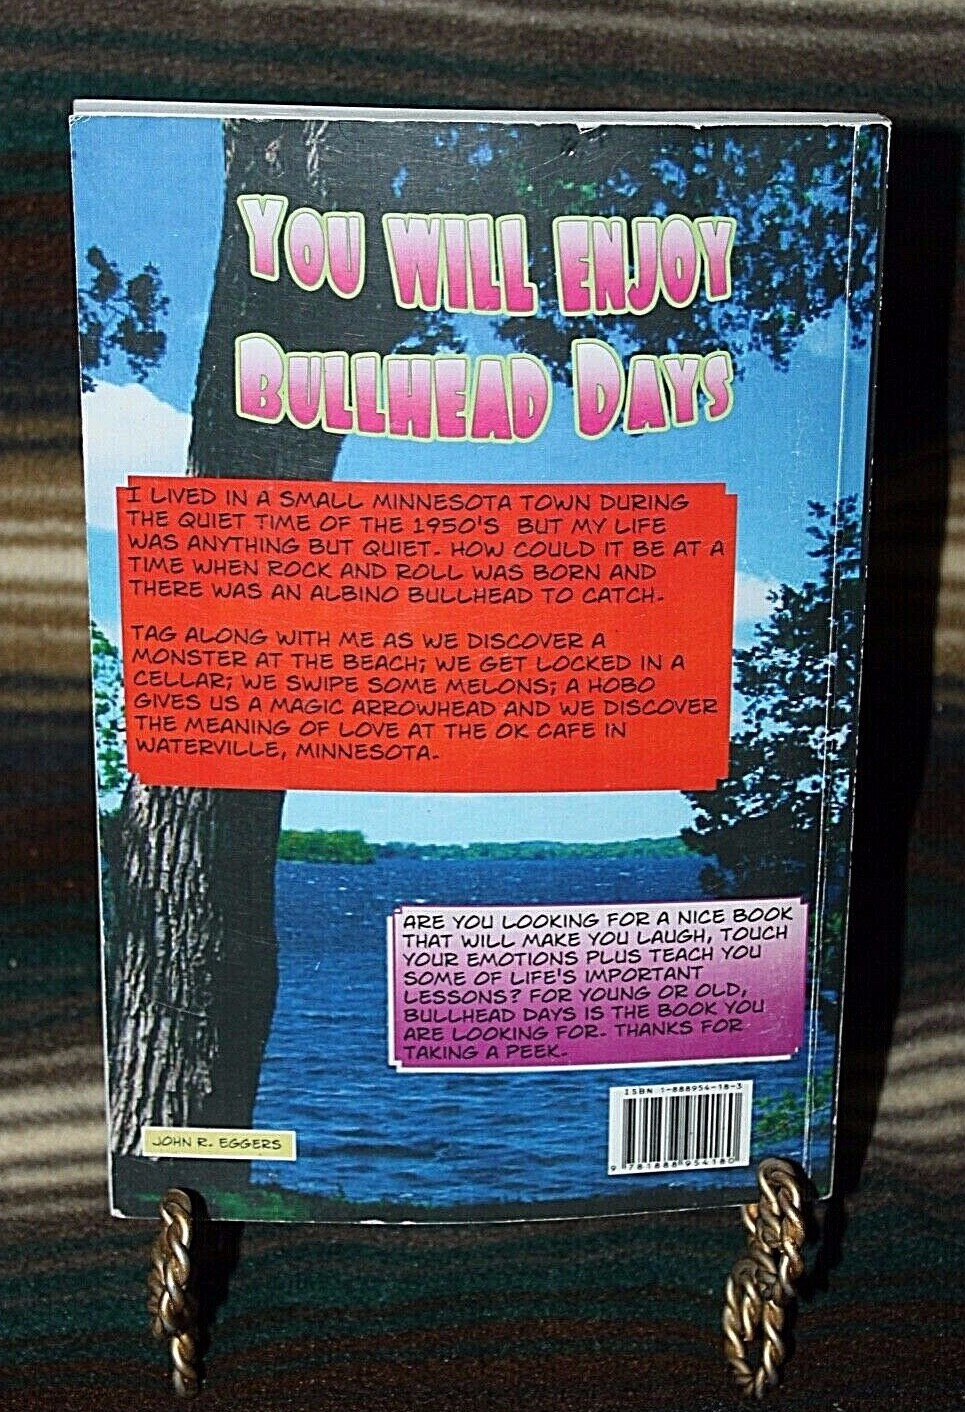 You will enjoy
Bullhead Days
I LIVED IN A SMALL MINNESOTA TOWN DURING
THE QUIET TIME OF THE 1950'S BUT MY LIFE
WAS ANYTHING BUT QUIET. HOW COULD IT BE AT A
TIME WHEN ROCK AND ROLL WAS BORN AND
THERE WAS AN ALBINO BULLHEAD TO CATCH.
TAG ALONG WITH ME AS WE DISCOVER A
MONSTER AT THE BEACH; WE GET LOCKED IN A
CELLAR; WE SWIPE SOME MELONS; A HOBO
GIVES US A MAGIC ARROWHEAD AND WE DISCOVER
THE MEANING OF LOVE AT THE OK CAFE IN
WATERVILLE, MINNESOTA.
ARE YOU LOOKING FOR A NICE BOOK
THAT WILL MAKE YOU LAUGH, TOUCH
YOUR EMOTIONS PLUS TEACH YOU
SOME OF LIFE'S IMPORTANT
LESSONS? FOR YOUNG OR OLD,
BULLHEAD DAYS IS THE BOOK YOU
ARE LOOKING FOR. THANKS FOR
TAKING A PEEK.
ISBN 1-888954-18-3
9 781888 954180
JOHN R. EGGERS